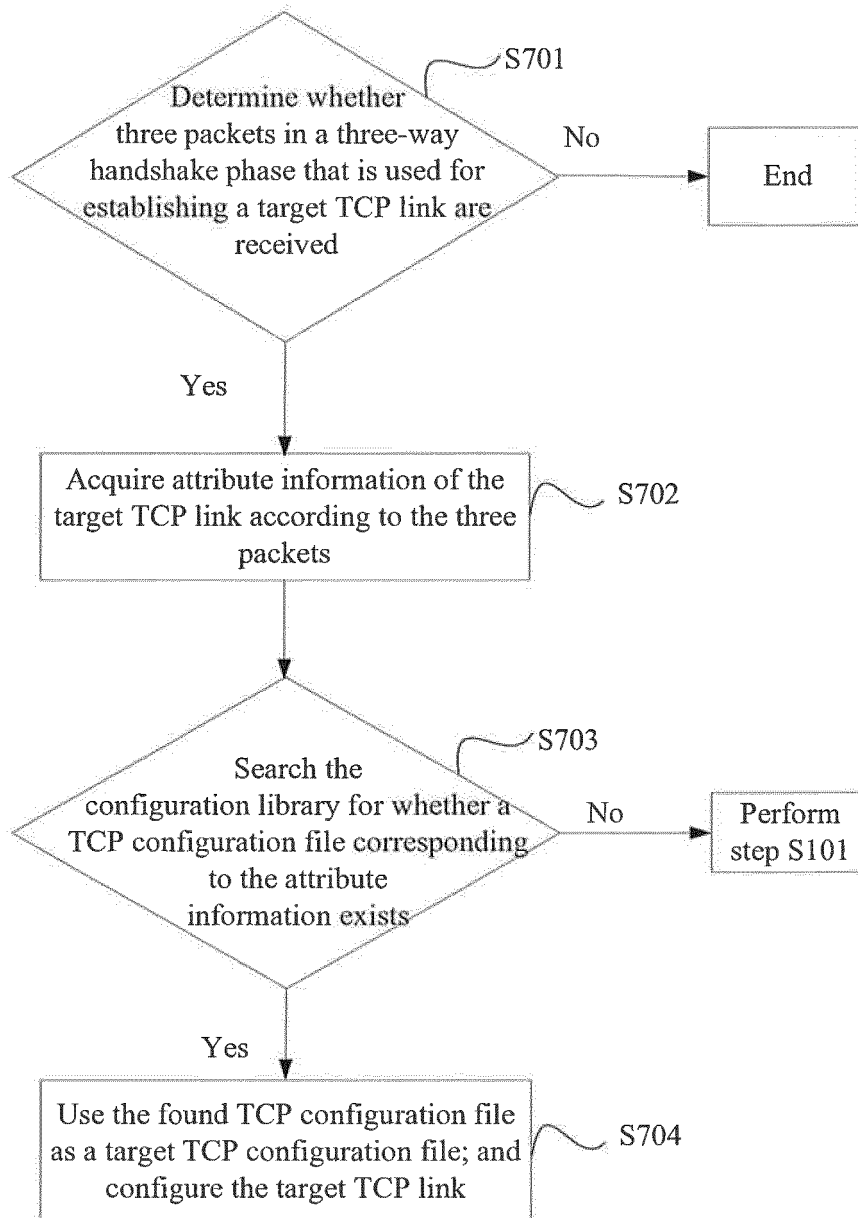 S701
Determine whether
three packets in a three-way
handshake phase that is used for
establishing a target TCP link are
received
No
End
Yes
Acquire attribute information of the
target TCP link according to the three
packets
S702
S703
Search the
configuration library for whether a
TCP configuration file corresponding
to the attribute
information exists
No
Perform
step S101
Yes
Use the found TCP configuration file
as a target TCP configuration file; and
configure the target TCP link
S704